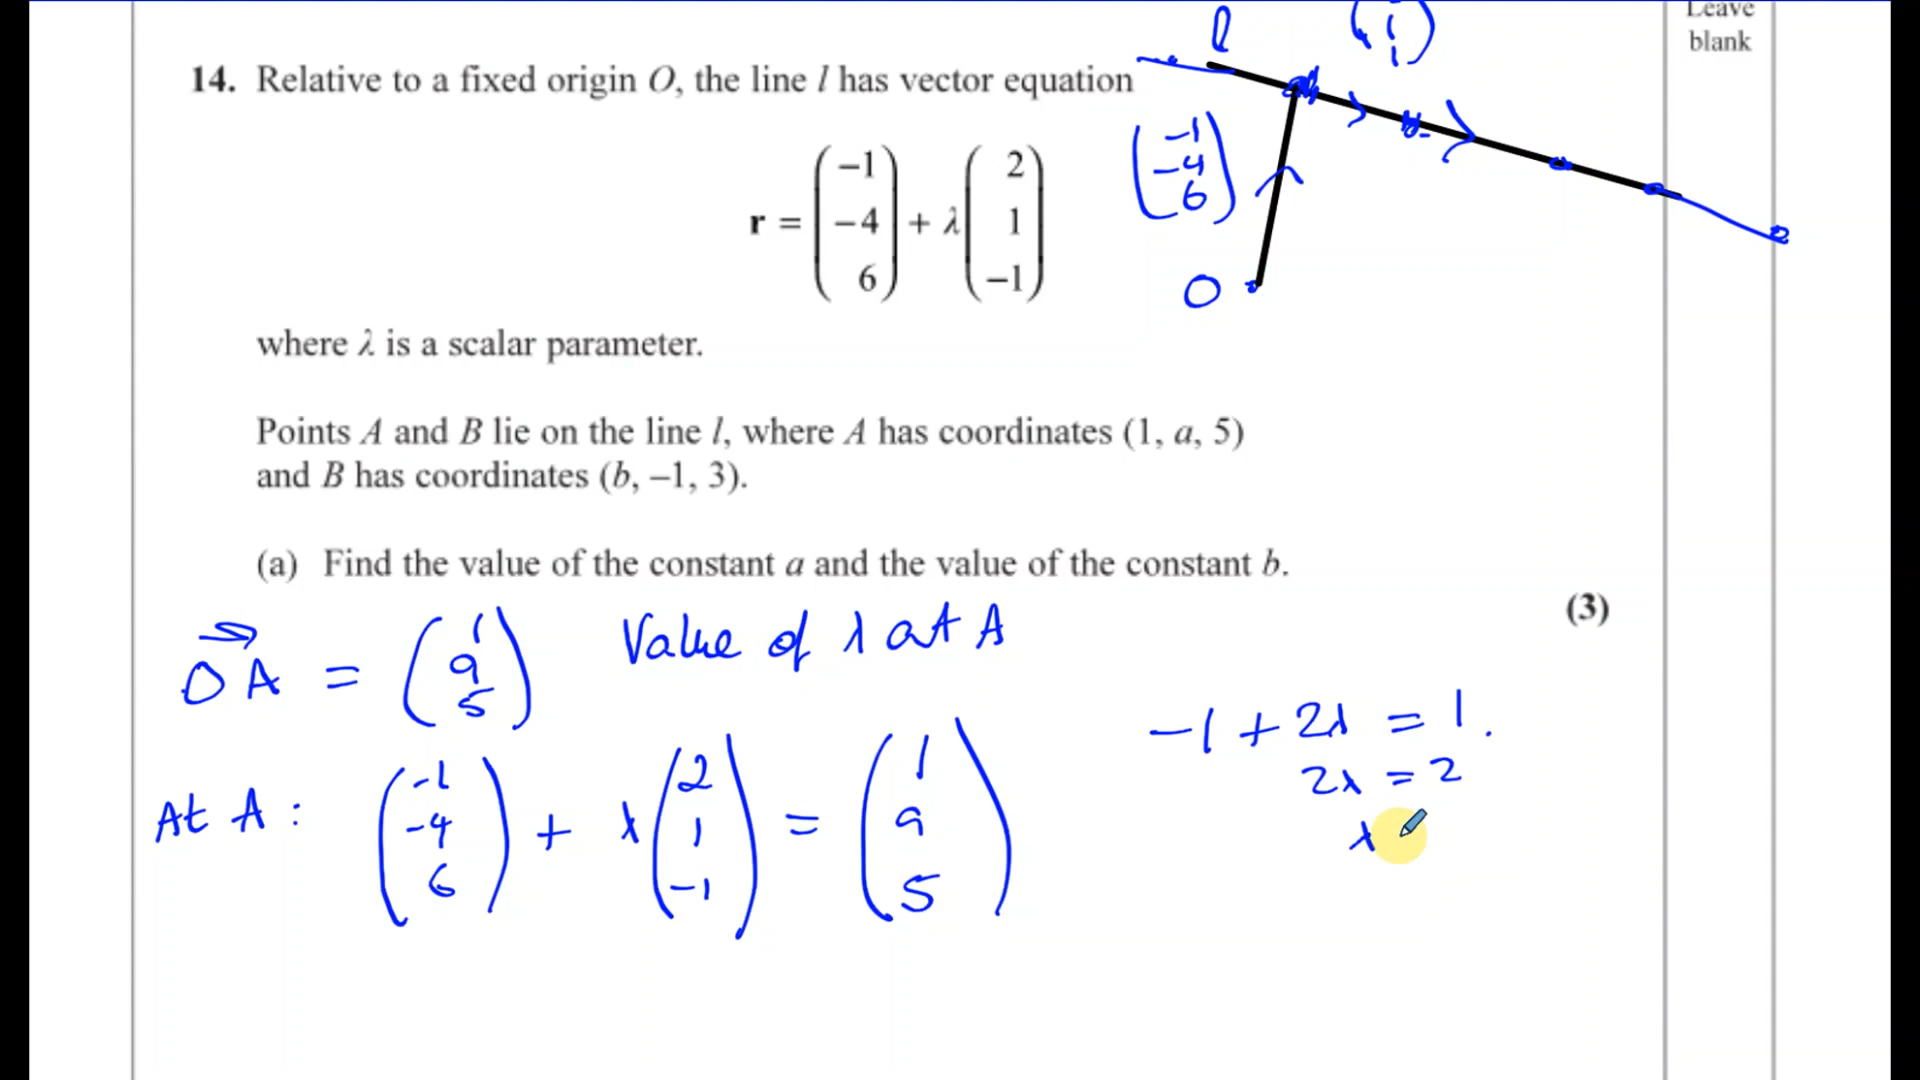 Leave
blank
l
14. Relative to a fixed origin O, the line l has vector equation
r = (−1 −4 6) + λ(2 1 −1)
(−1 −4 6)
O
where λ is a scalar parameter.
Points A and B lie on the line l, where A has coordinates (1, a, 5)
and B has coordinates (b, −1, 3).
(a) Find the value of the constant a and the value of the constant b.
(3)
OA = (1 a 5) Value of λ at A
−1 + 2λ = 1.
2λ = 2
λ
At A: (−1 −4 6) + λ(2 1 −1) = (1 a 5)